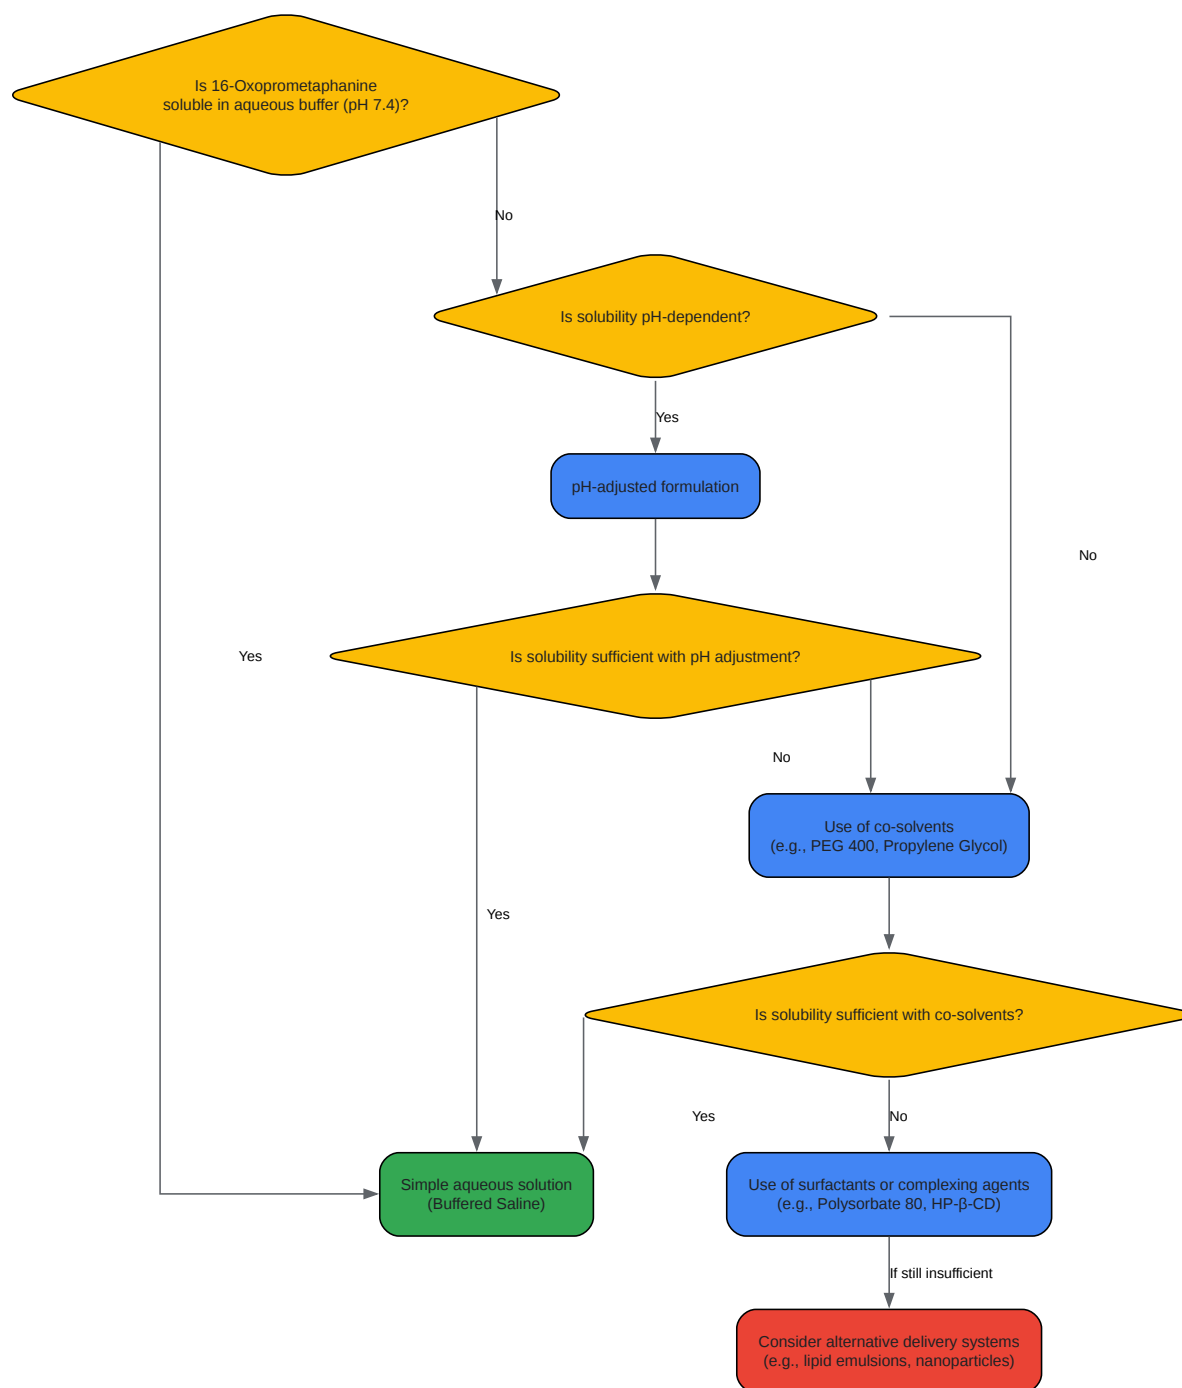 Is 16-Oxoprometaphanine
soluble in aqueous buffer (pH 7.4)?
No
Is solubility pH-dependent?
Yes
pH-adjusted formulation
No
Is solubility sufficient with pH adjustment?
Yes
No
Use of co-solvents
(e.g., PEG 400, Propylene Glycol)
Yes
Is solubility sufficient with co-solvents?
Yes
No
Simple aqueous solution
(Buffered Saline)
Use of surfactants or complexing agents
(e.g., Polysorbate 80, HP-β-CD)
If still insufficient
Consider alternative delivery systems
(e.g., lipid emulsions, nanoparticles)